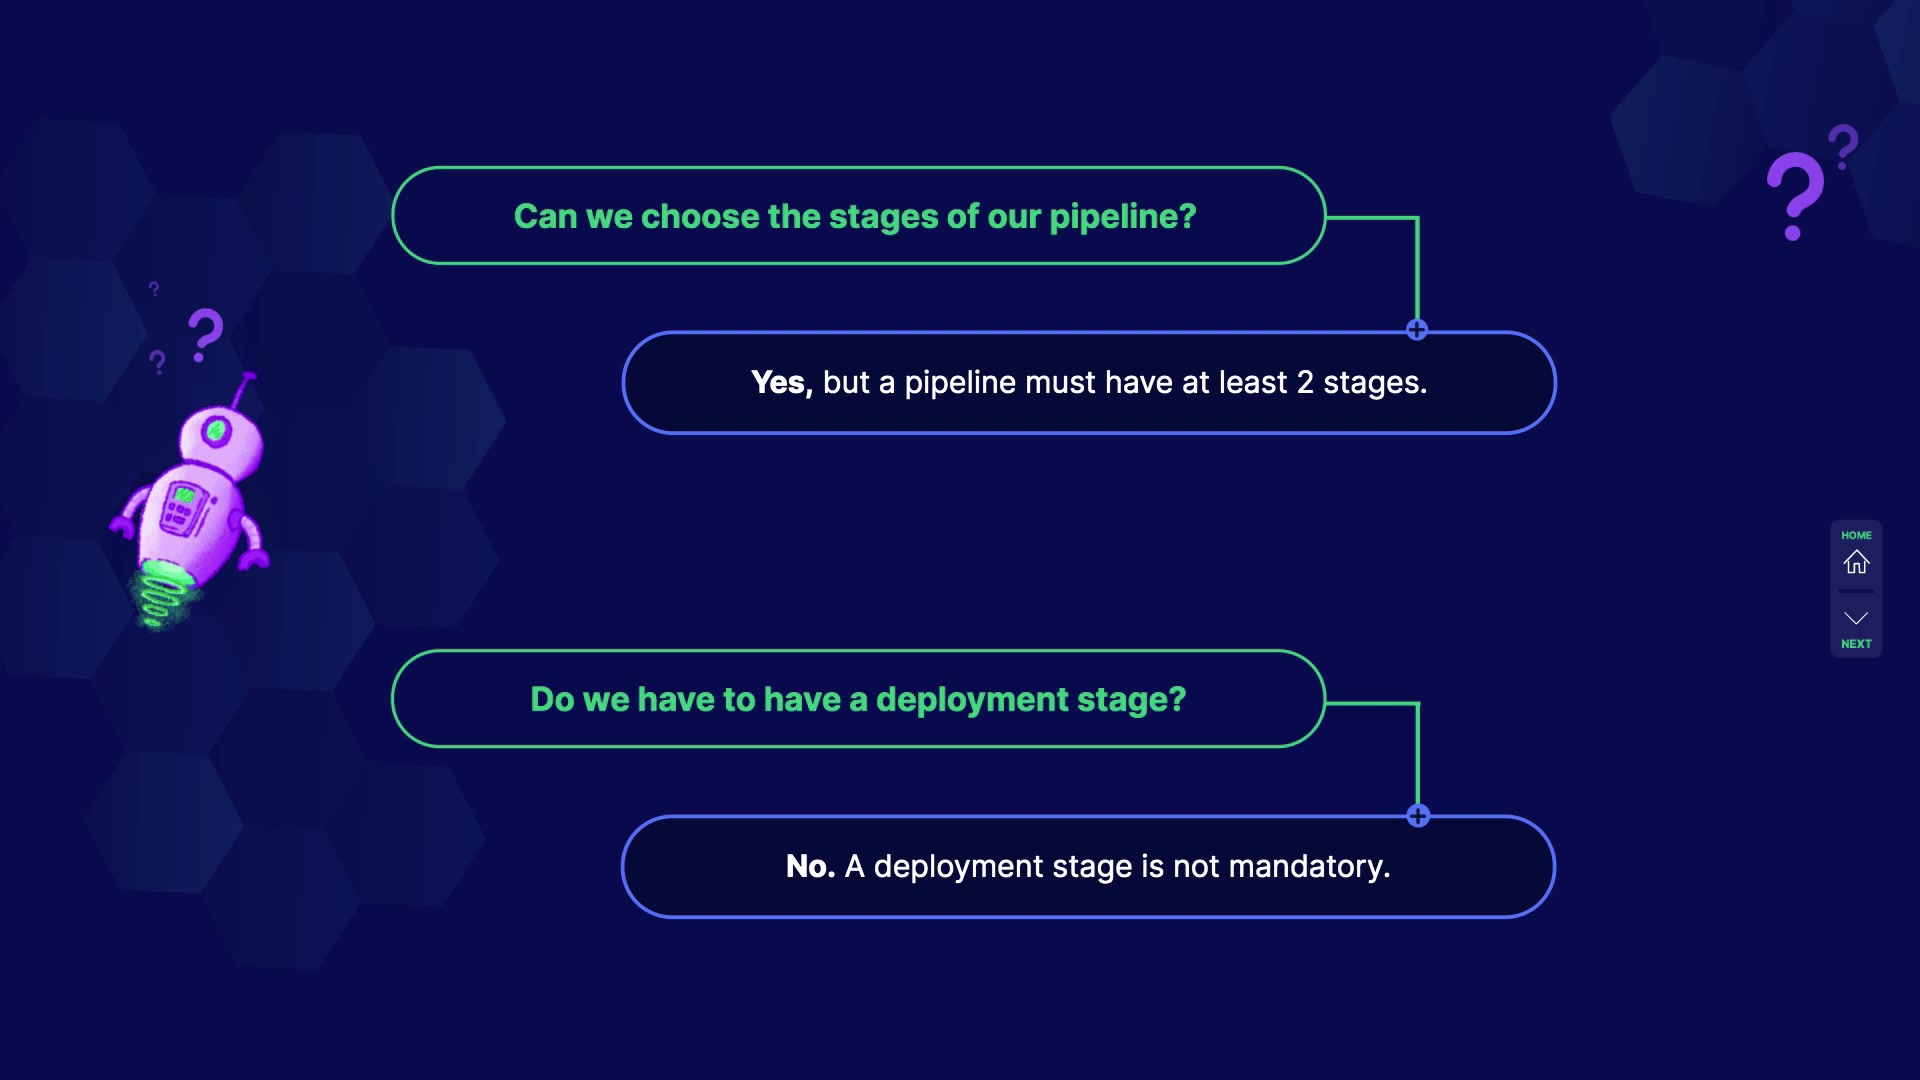 Can we choose the stages of our pipeline?
Yes, but a pipeline must have at least 2 stages.
HOME
NEXT
Do we have to have a deployment stage?
No. A deployment stage is not mandatory.